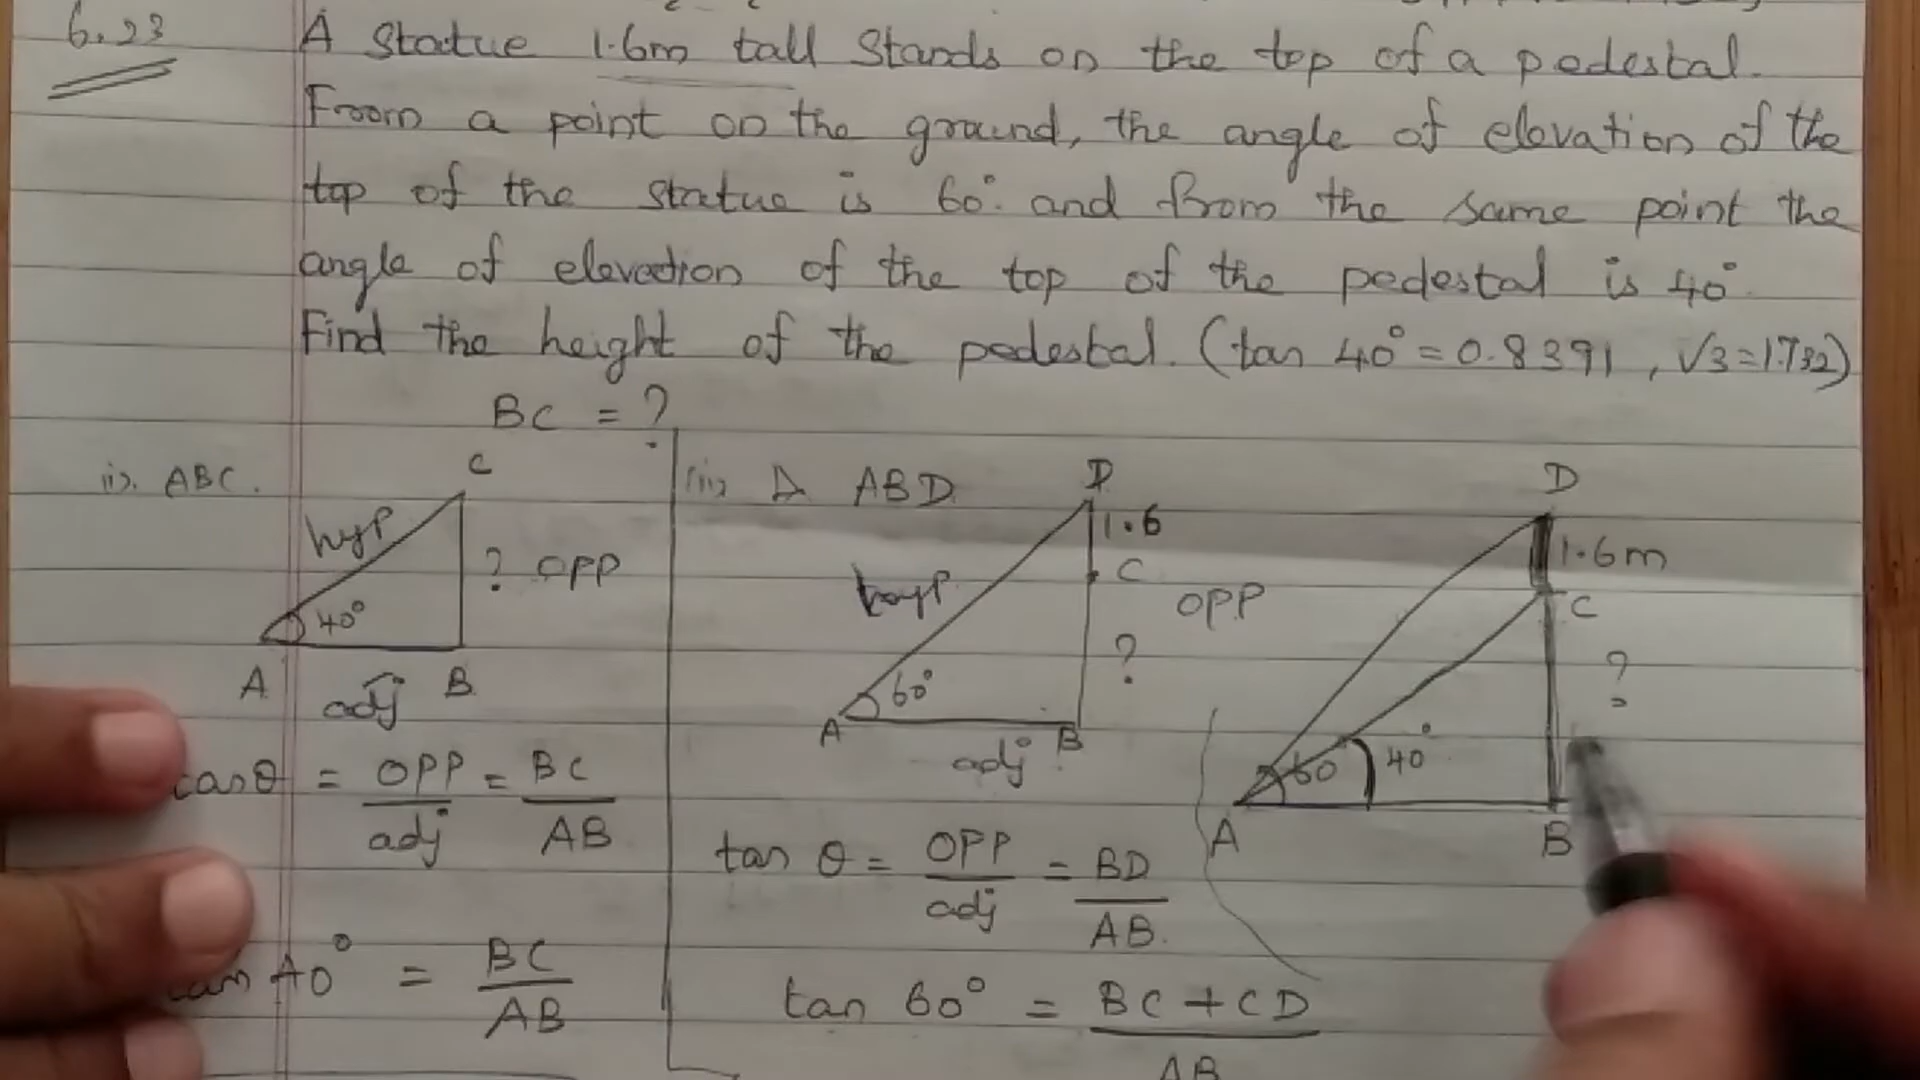 6.23
A Statue 1.6m tall Stands on the top of a pedestal.
From a point on the ground, the angle of elevation of the
top of the statue is 60°. and from the same point the
angle of elevation of the top of the pedestal is 40°
Find the height of the pedestal. (tan 40° = 0.8391, √3 = 1.732)
BC = ?
ii). ABC.
C
hyp
? OPP
40°
A
adj
B
tan θ = OPP/adj = BC/AB
tan 40° = BC/AB
(ii) Δ ABD
D
1.6
C
hyp
OPP
?
60°
A
adj
B
tan θ = OPP/adj = BD/AB.
tan 60° = BC + CD/AB
D
1.6m
C
?
60
40°
A
B